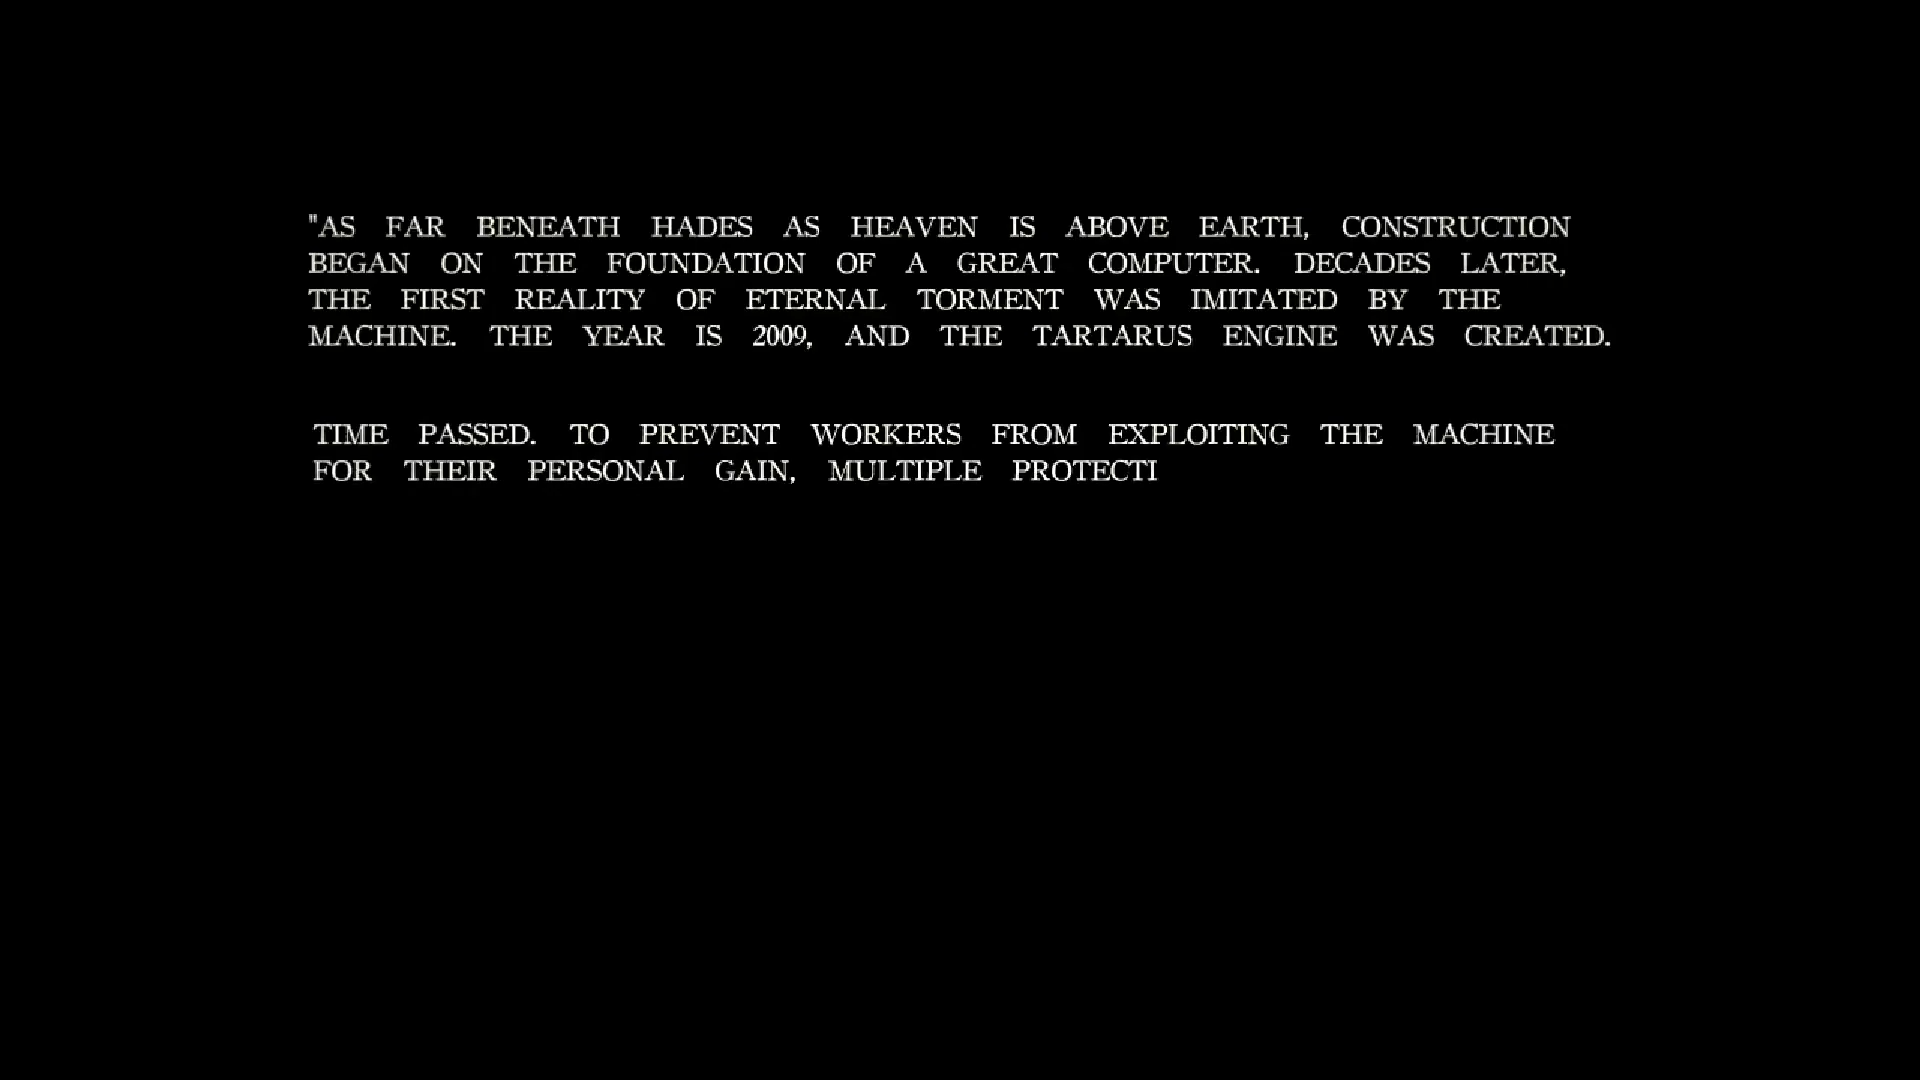 "AS FAR BENEATH HADES AS HEAVEN IS ABOVE EARTH, CONSTRUCTION
BEGAN ON THE FOUNDATION OF A GREAT COMPUTER. DECADES LATER,
THE FIRST REALITY OF ETERNAL TORMENT WAS IMITATED BY THE
MACHINE. THE YEAR IS 2009, AND THE TARTARUS ENGINE WAS CREATED.
TIME PASSED. TO PREVENT WORKERS FROM EXPLOITING THE MACHINE
FOR THEIR PERSONAL GAIN, MULTIPLE PROTECTI